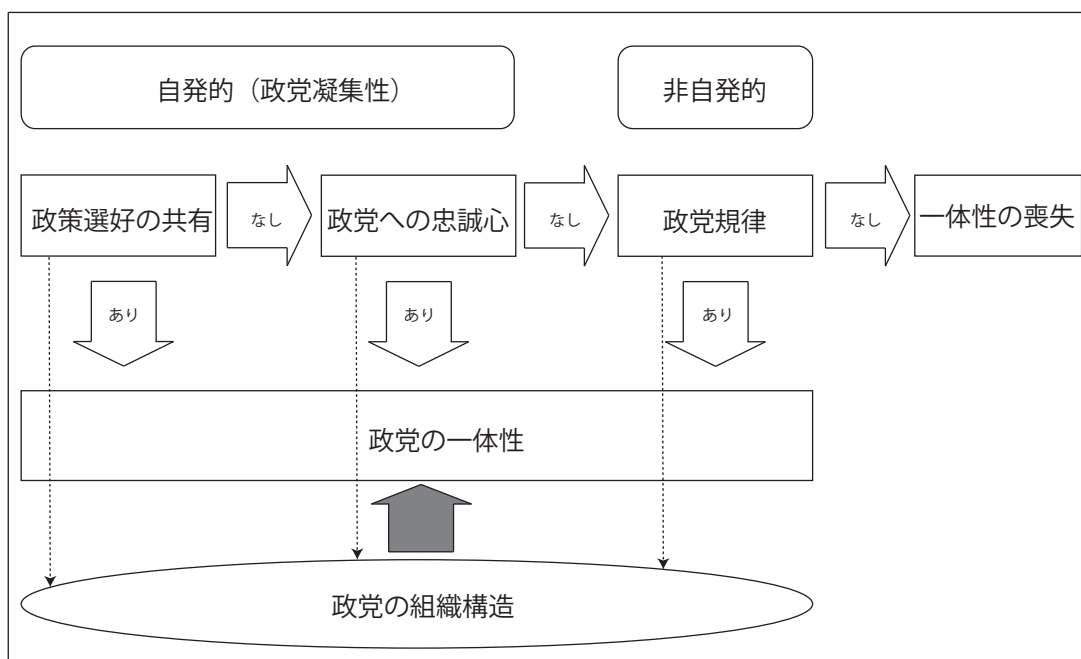 自発的（政党凝集性）
非自発的
政策選好の共有
なし
政党への忠誠心
なし
政党規律
なし
一体性の喪失
あり
あり
あり
政党の一体性
政党の組織構造